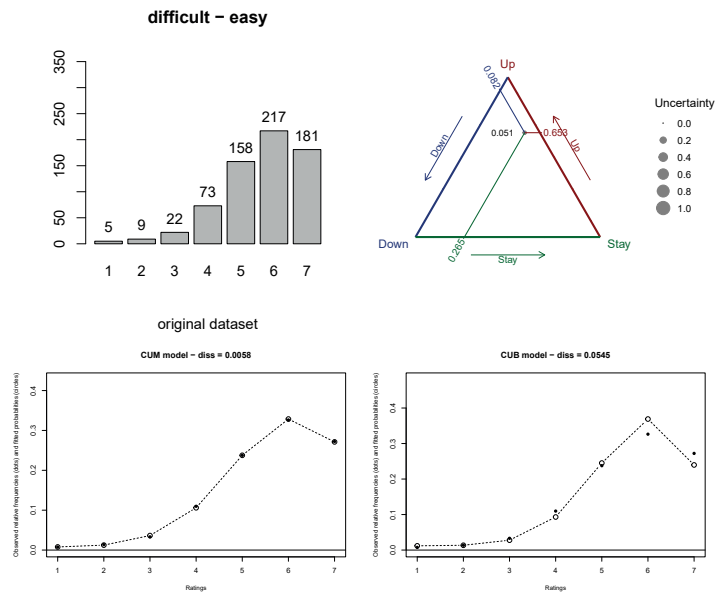 difficult − easy
350
250
150
50
0
5
9
22
73
158
217
181
1 2 3 4 5 6 7
Up
0.082
0.051
0.653
Down
Up
Down
Stay
0.265
Stay
Uncertainty
0.0
0.2
0.4
0.6
0.8
1.0
original dataset
CUM model − diss = 0.0058
Observed relative frequencies (dots) and fitted probabilities (circles)
0.4
0.3
0.2
0.1
0.0
1 2 3 4 5 6 7
Ratings
CUB model − diss = 0.0545
Observed relative frequencies (dots) and fitted probabilities (circles)
0.4
0.3
0.2
0.1
0.0
1 2 3 4 5 6 7
Ratings